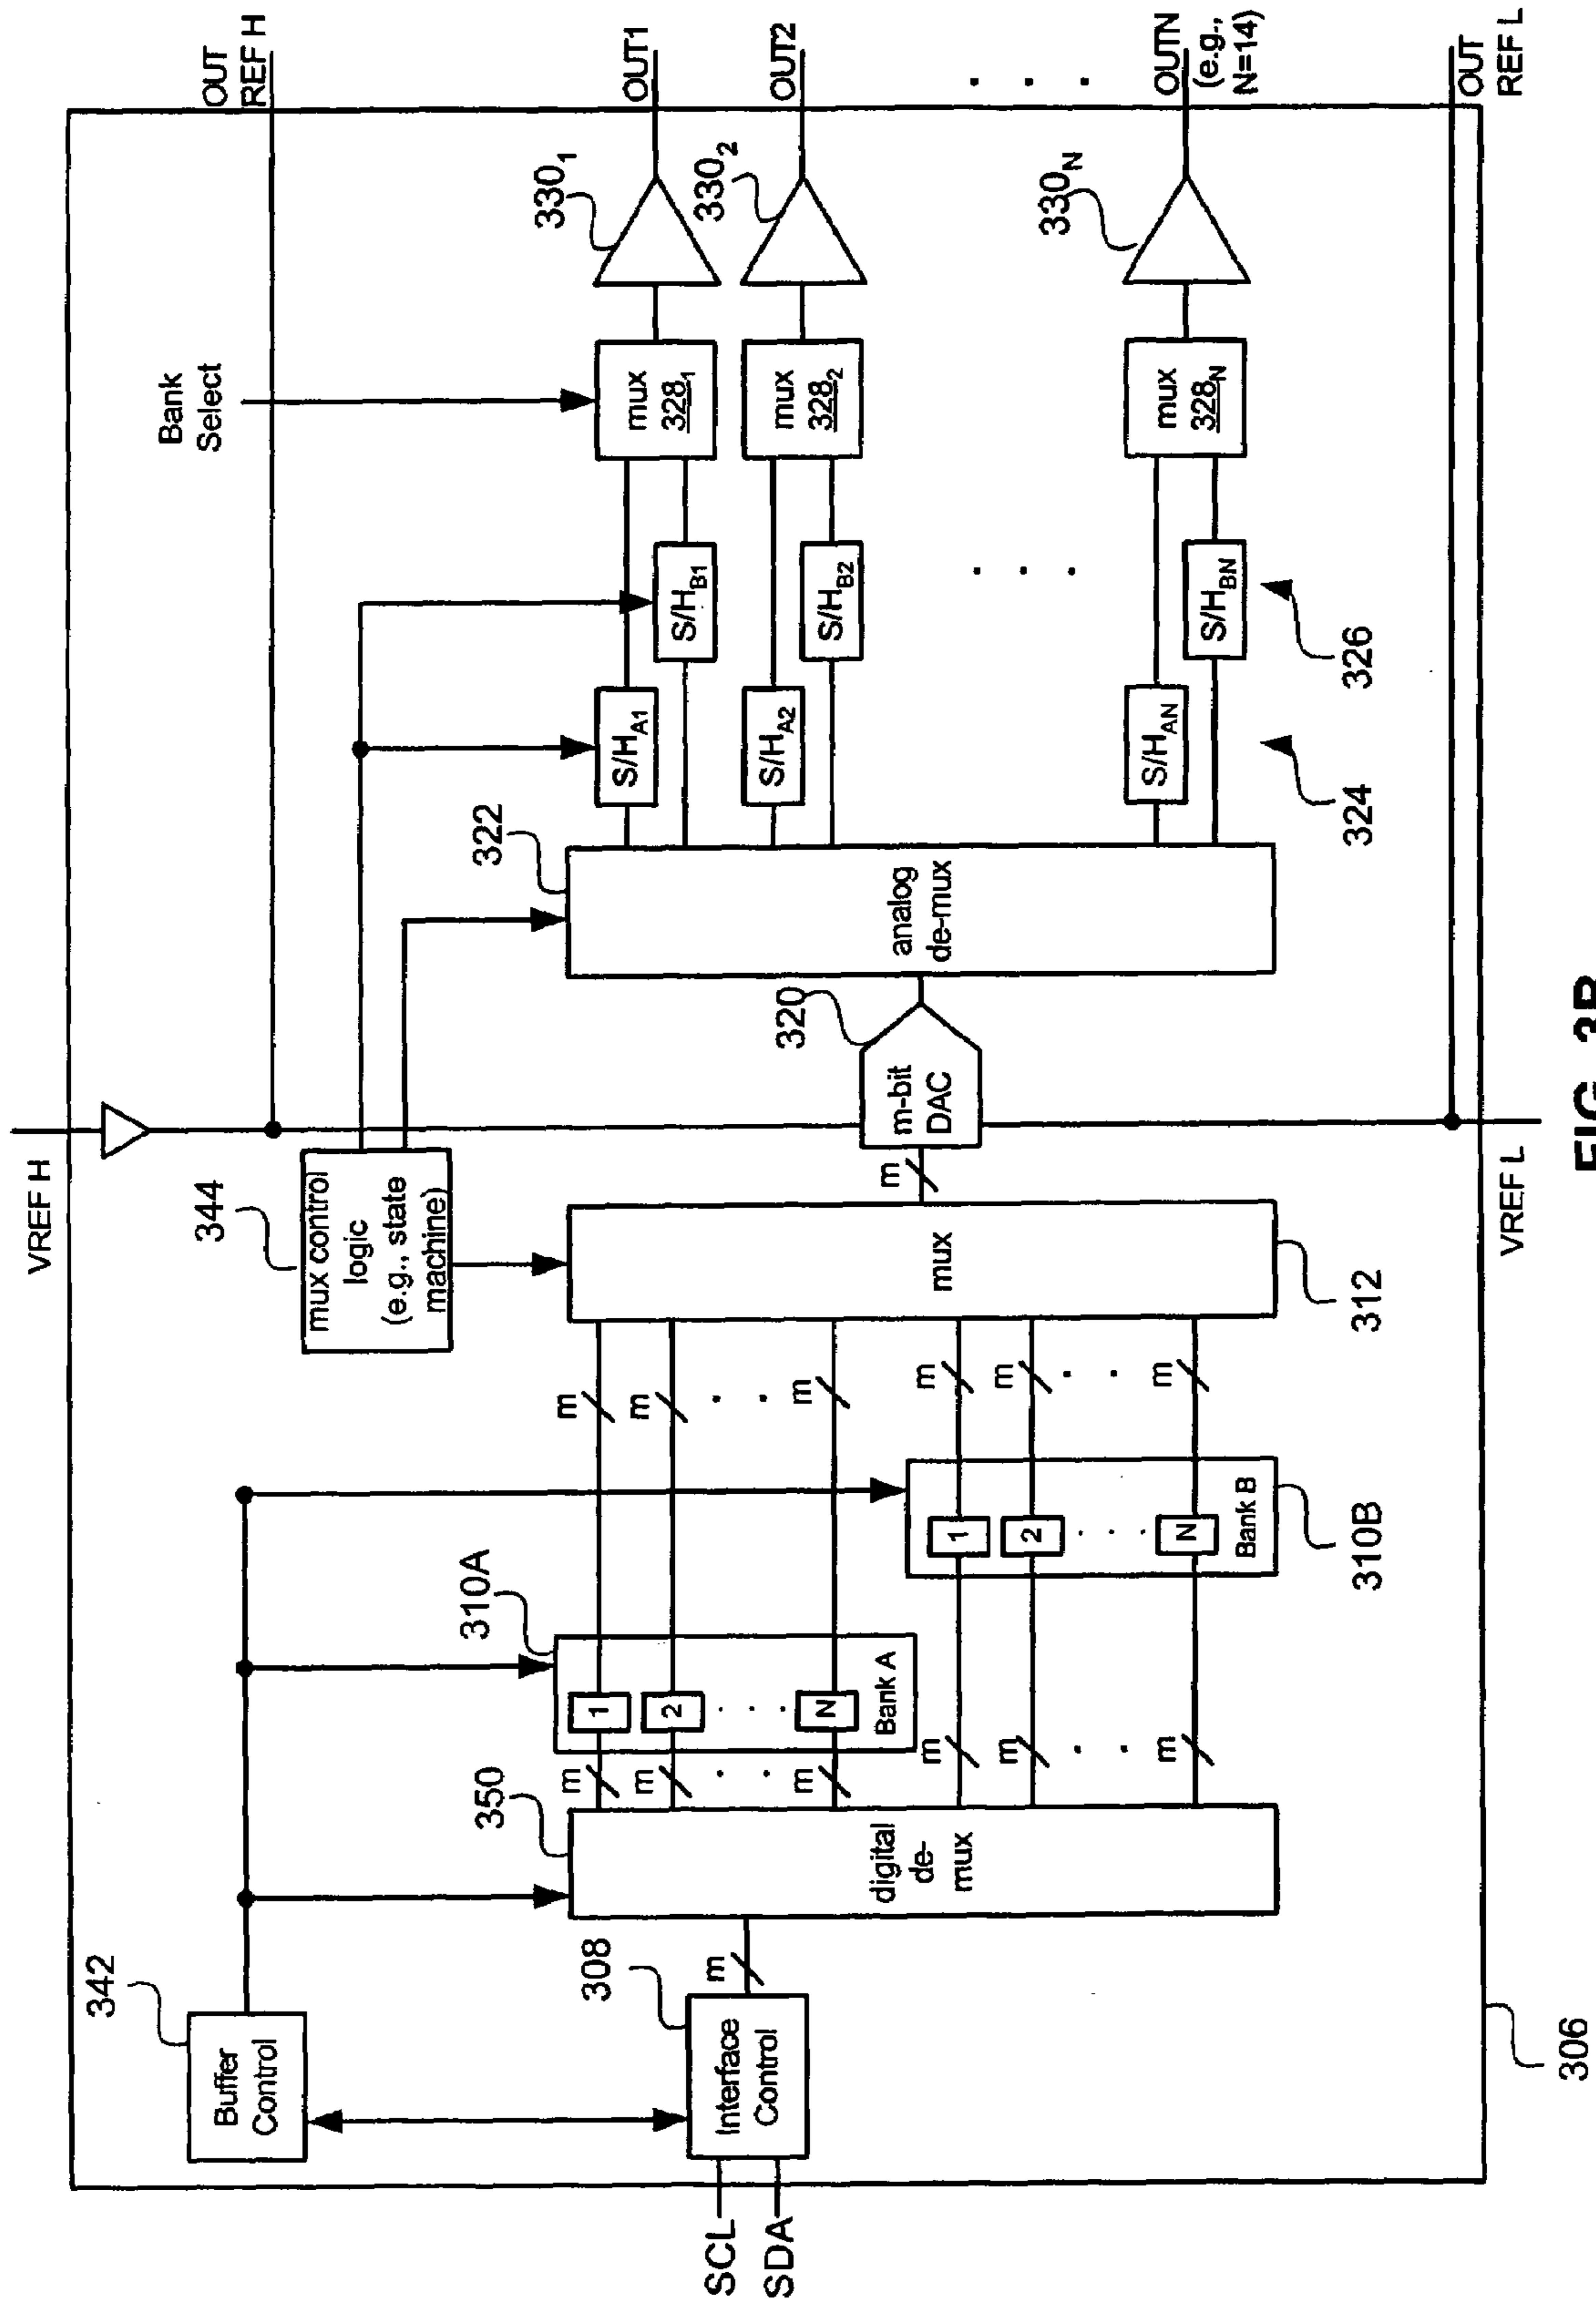 VREF H
OUT
REF H
Bank
Select
342
Buffer
Control
344
mux control
logic
(e.g., state
machine)
310A
350
322
308
SCL
SDA
Interface
Control
m
digital
de-
mux
m
m
m
m
m
m
1
2
N
Bank A
1
2
N
Bank B
310B
m
m
m
m
m
m
mux
312
m
m-bit
DAC
320
analog
de-mux
S/HA1
S/HB1
S/HA2
S/HB2
S/HAN
S/HBN
324
326
mux
328₁
mux
328₂
mux
328N
330₁
330₂
330N
OUT1
OUT2
OUTN
(e.g.,
N=14)
306
VREF L
OUT
REF L
FIG. 3B